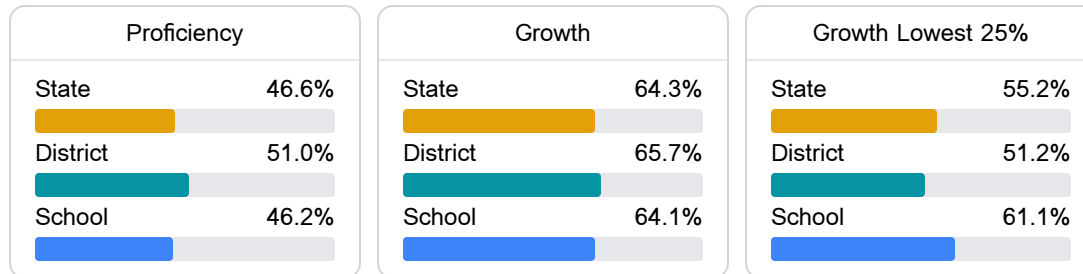 Proficiency
State 46.6%
District 51.0%
School 46.2%
Growth
State 64.3%
District 65.7%
School 64.1%
Growth Lowest 25%
State 55.2%
District 51.2%
School 61.1%